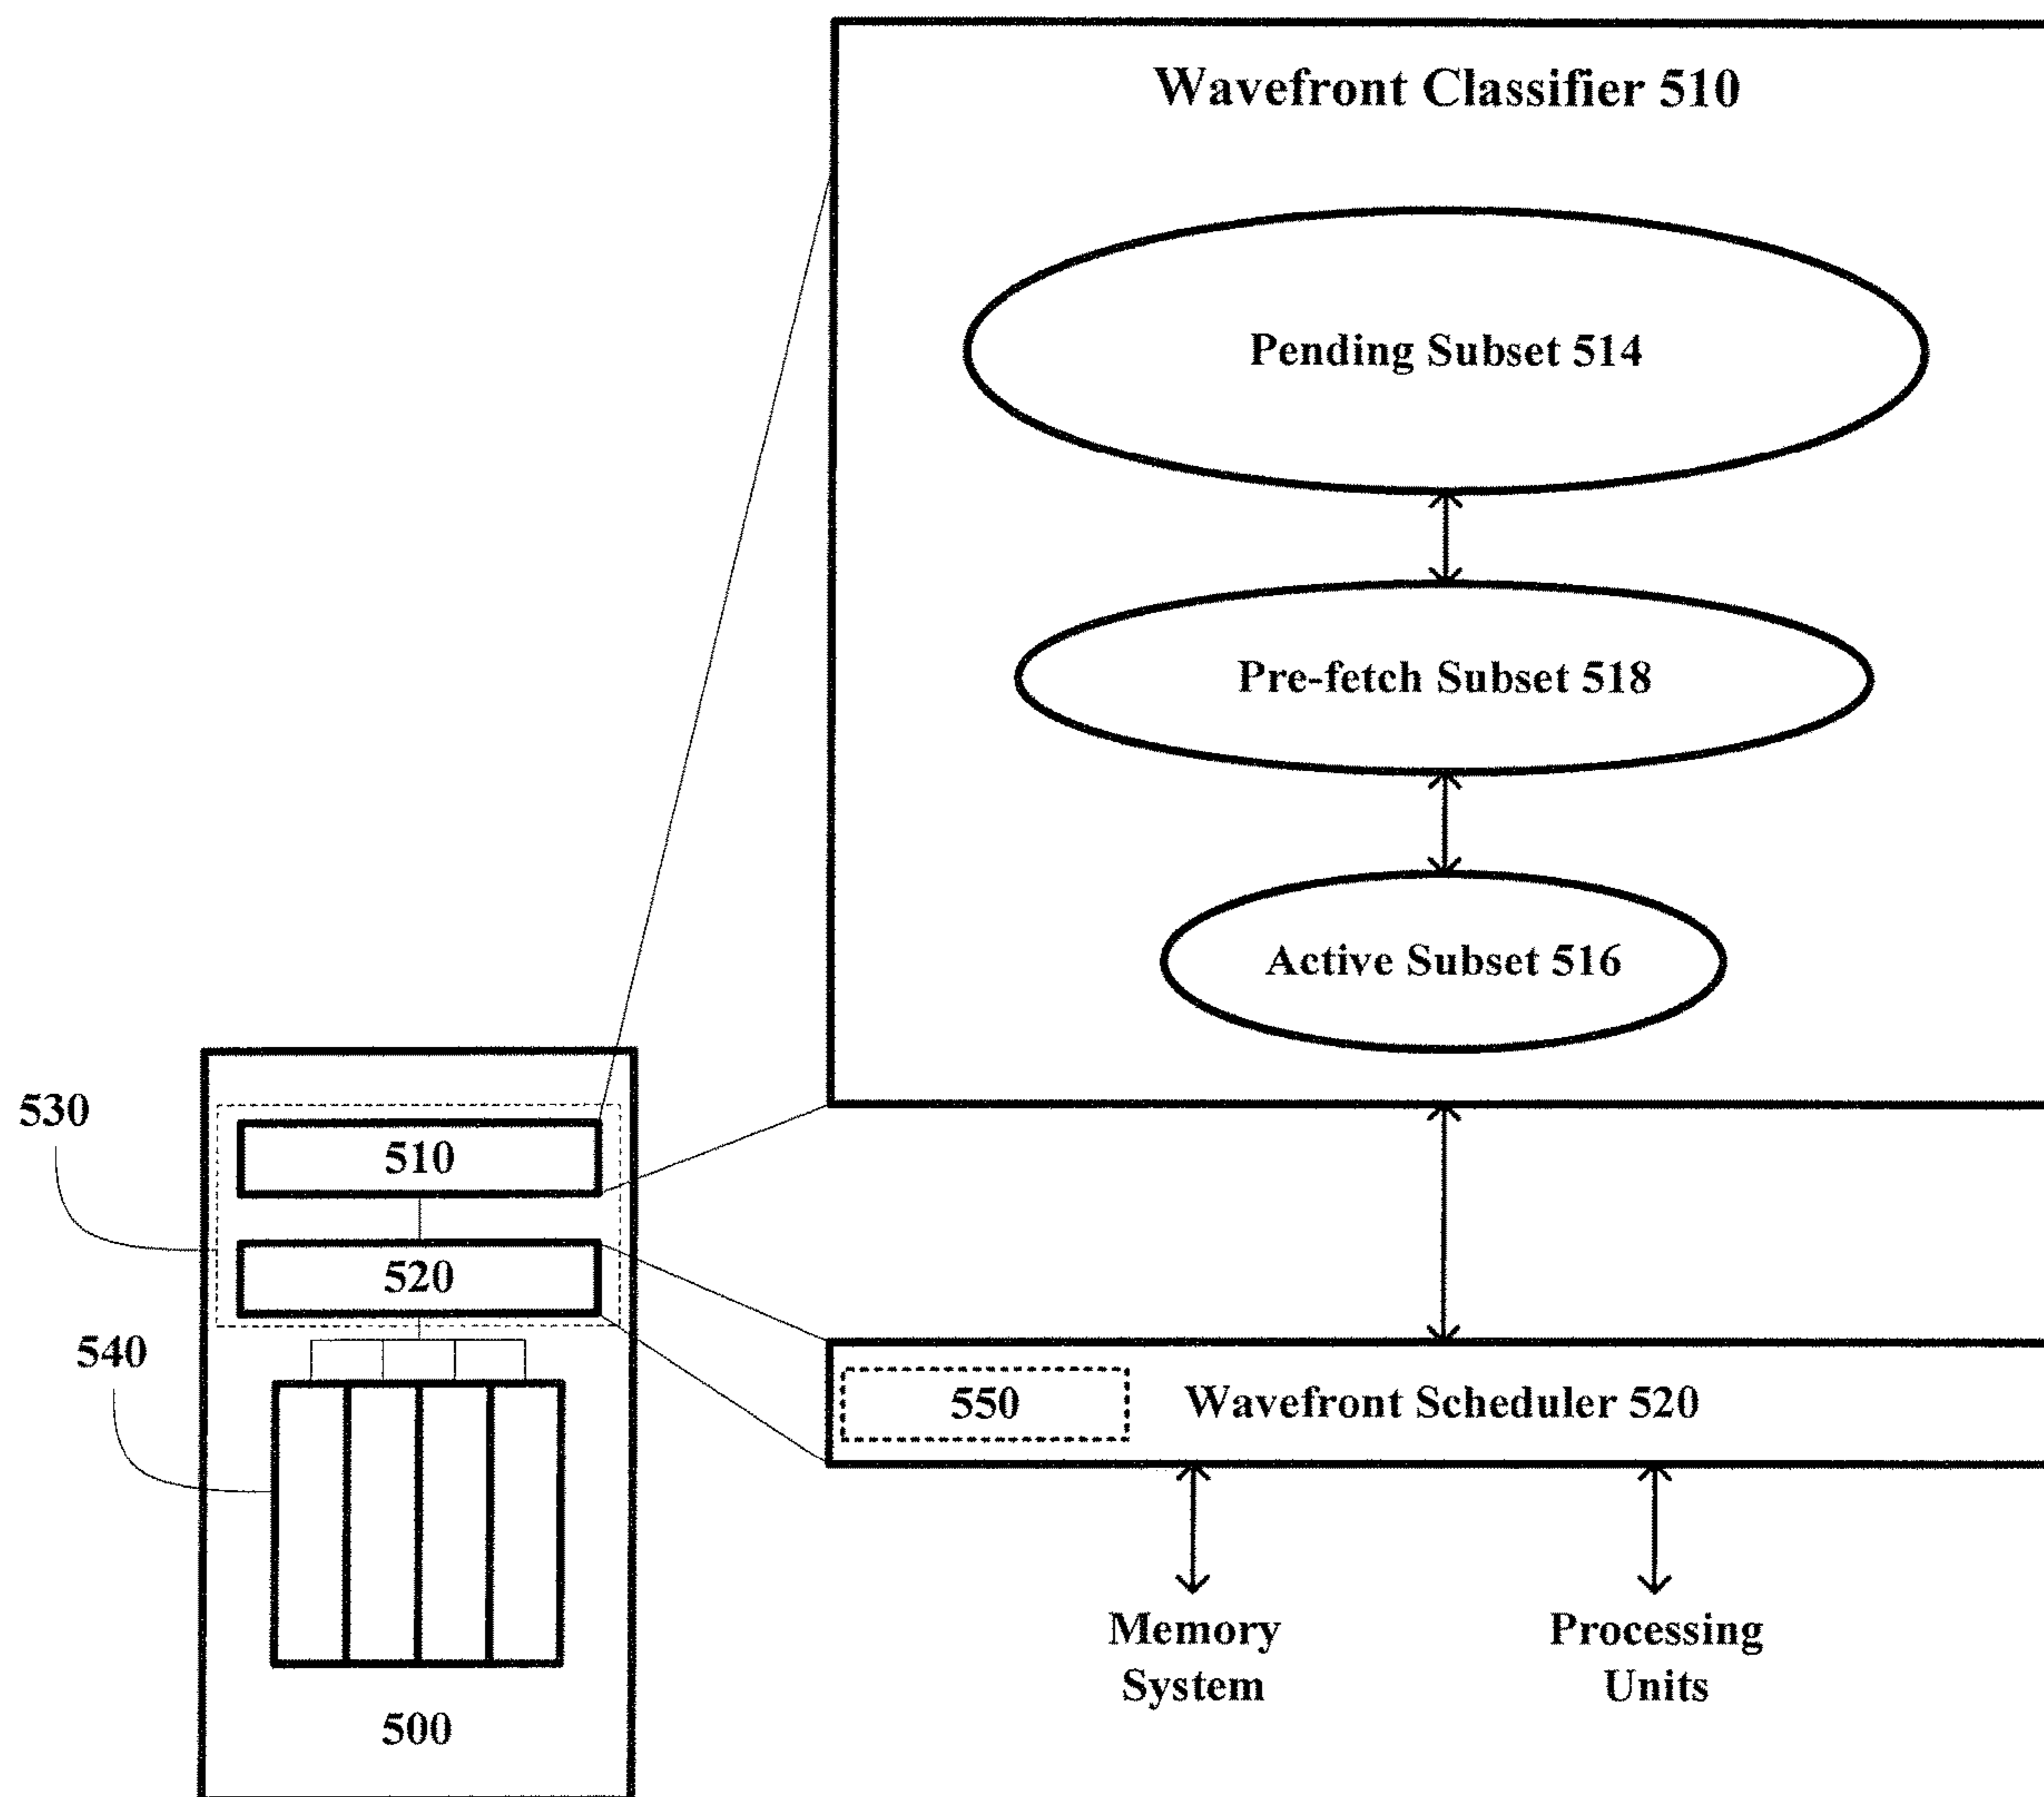 Wavefront Classifier 510
Pending Subset 514
Pre-fetch Subset 518
Active Subset 516
530
510
520
540
500
550
Wavefront Scheduler 520
Memory
System
Processing
Units